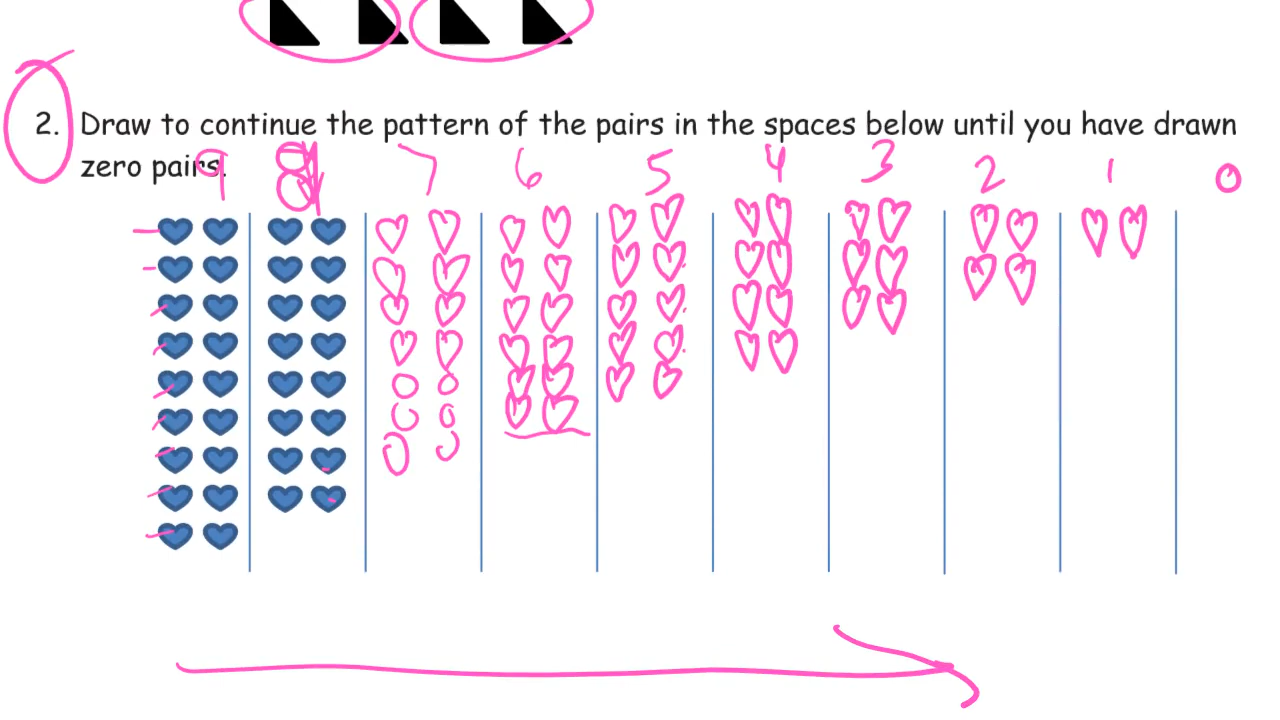 2. Draw to continue the pattern of the pairs in the spaces below until you have drawn
zero pairs.
9 8 7 6 5 4 3 2 1 0